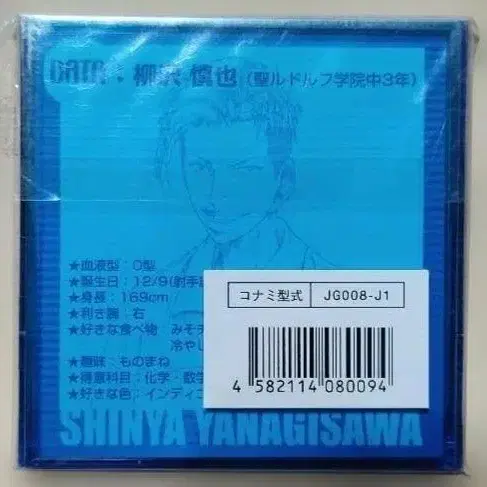 DATA：柳沢 慎也（聖ルドルフ学院中3年）
★血液型：O型
★誕生日：12/9(射手座
★身長：169cm
★利き腕：右
★好きな食べ物：みそチ
冷やし
★趣味：ものまね
★得意科目：化学・数学
★好きな色：インディゴ
コナミ型式 JG008-J1
4 582114 080094
SHINYA YANAGISAWA